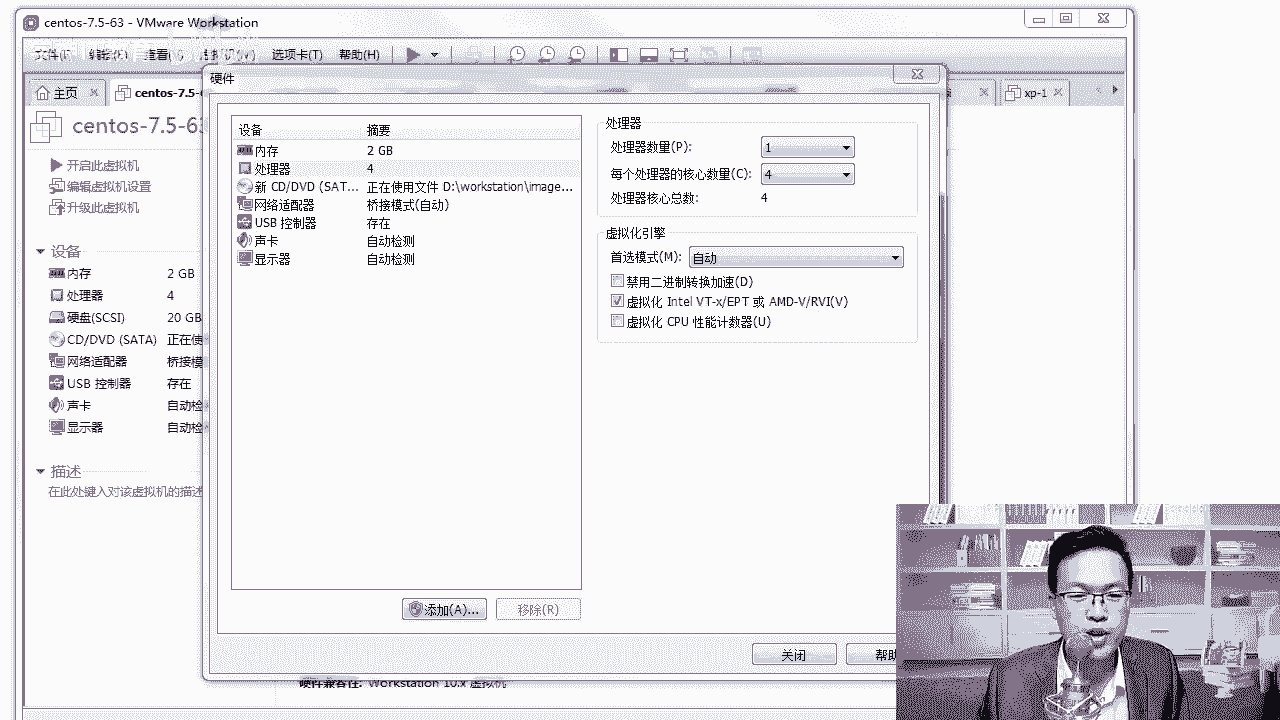 centos-7.5-63 - VMware Workstation
选项卡(T) 帮助(H)
主页
centos-7.5-
xp-1
centos-7.5-63
开启此虚拟机
编辑虚拟机设置
升级此虚拟机
设备
内存 2 GB
处理器 4
硬盘(SCSI) 20 GB
CD/DVD (SATA) 正在使
网络适配器 桥接模
USB 控制器 存在
声卡 自动检
显示器 自动检
描述
在此处键入对该虚拟机的描述
硬件
设备 摘要
内存 2 GB
处理器 4
新 CD/DVD (SAT... 正在使用文件 D:\workstation\image...
网络适配器 桥接模式(自动)
USB 控制器 存在
声卡 自动检测
显示器 自动检测
添加(A)... 移除(R)
处理器
处理器数量(P): 1
每个处理器的核心数量(C): 4
处理器核心总数: 4
虚拟化引擎
首选模式(M): 自动
禁用二进制转换加速(D)
虚拟化 Intel VT-x/EPT 或 AMD-V/RVI(V)
虚拟化 CPU 性能计数器(U)
关闭 帮助
硬件兼容性: Workstation 10.x 虚拟机